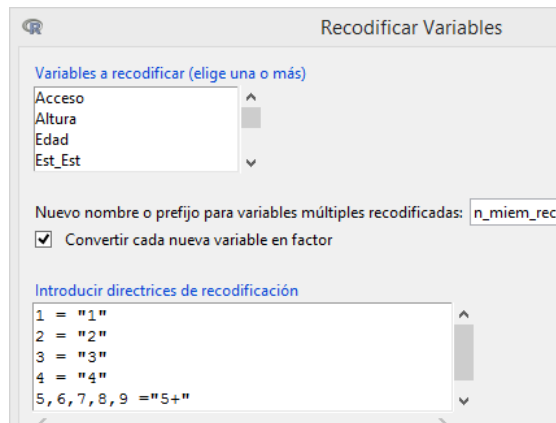 Recodificar Variables
Variables a recodificar (elige una o más)
Acceso
Altura
Edad
Est_Est
Nuevo nombre o prefijo para variables múltiples recodificadas: n_miem_rec
Convertir cada nueva variable en factor
Introducir directrices de recodificación
1 = "1"
2 = "2"
3 = "3"
4 = "4"
5,6,7,8,9 ="5+"